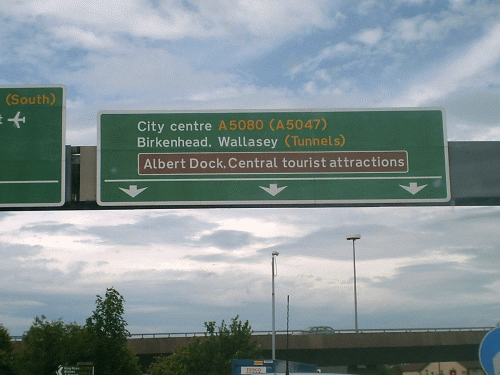 (South)
City centre A5080 (A5047)
Birkenhead. Wallasey (Tunnels)
Albert Dock, Central tourist attractions